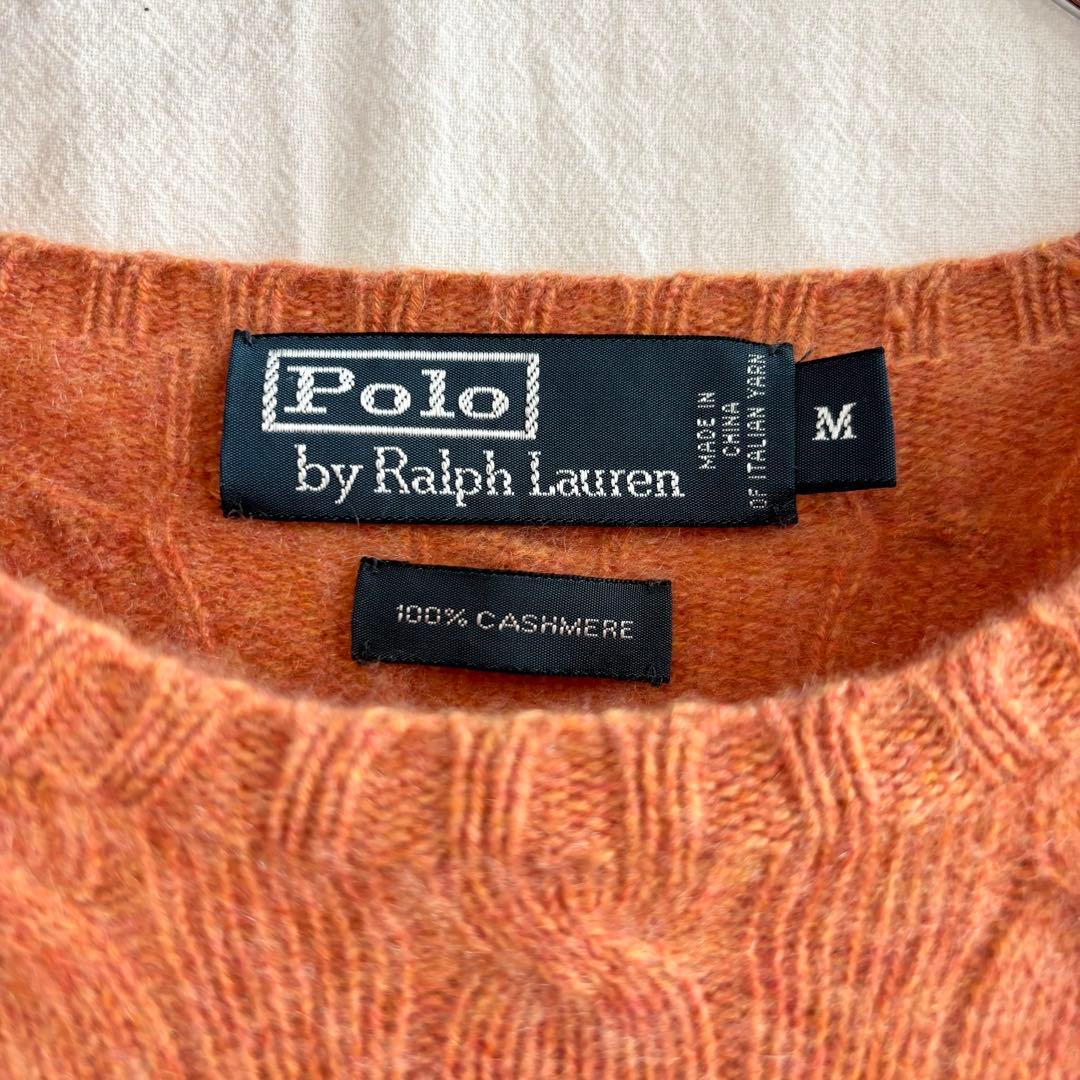 Polo
by Ralph Lauren
MADE IN
CHINA
OF ITALIAN YARN
M
100% CASHMERE